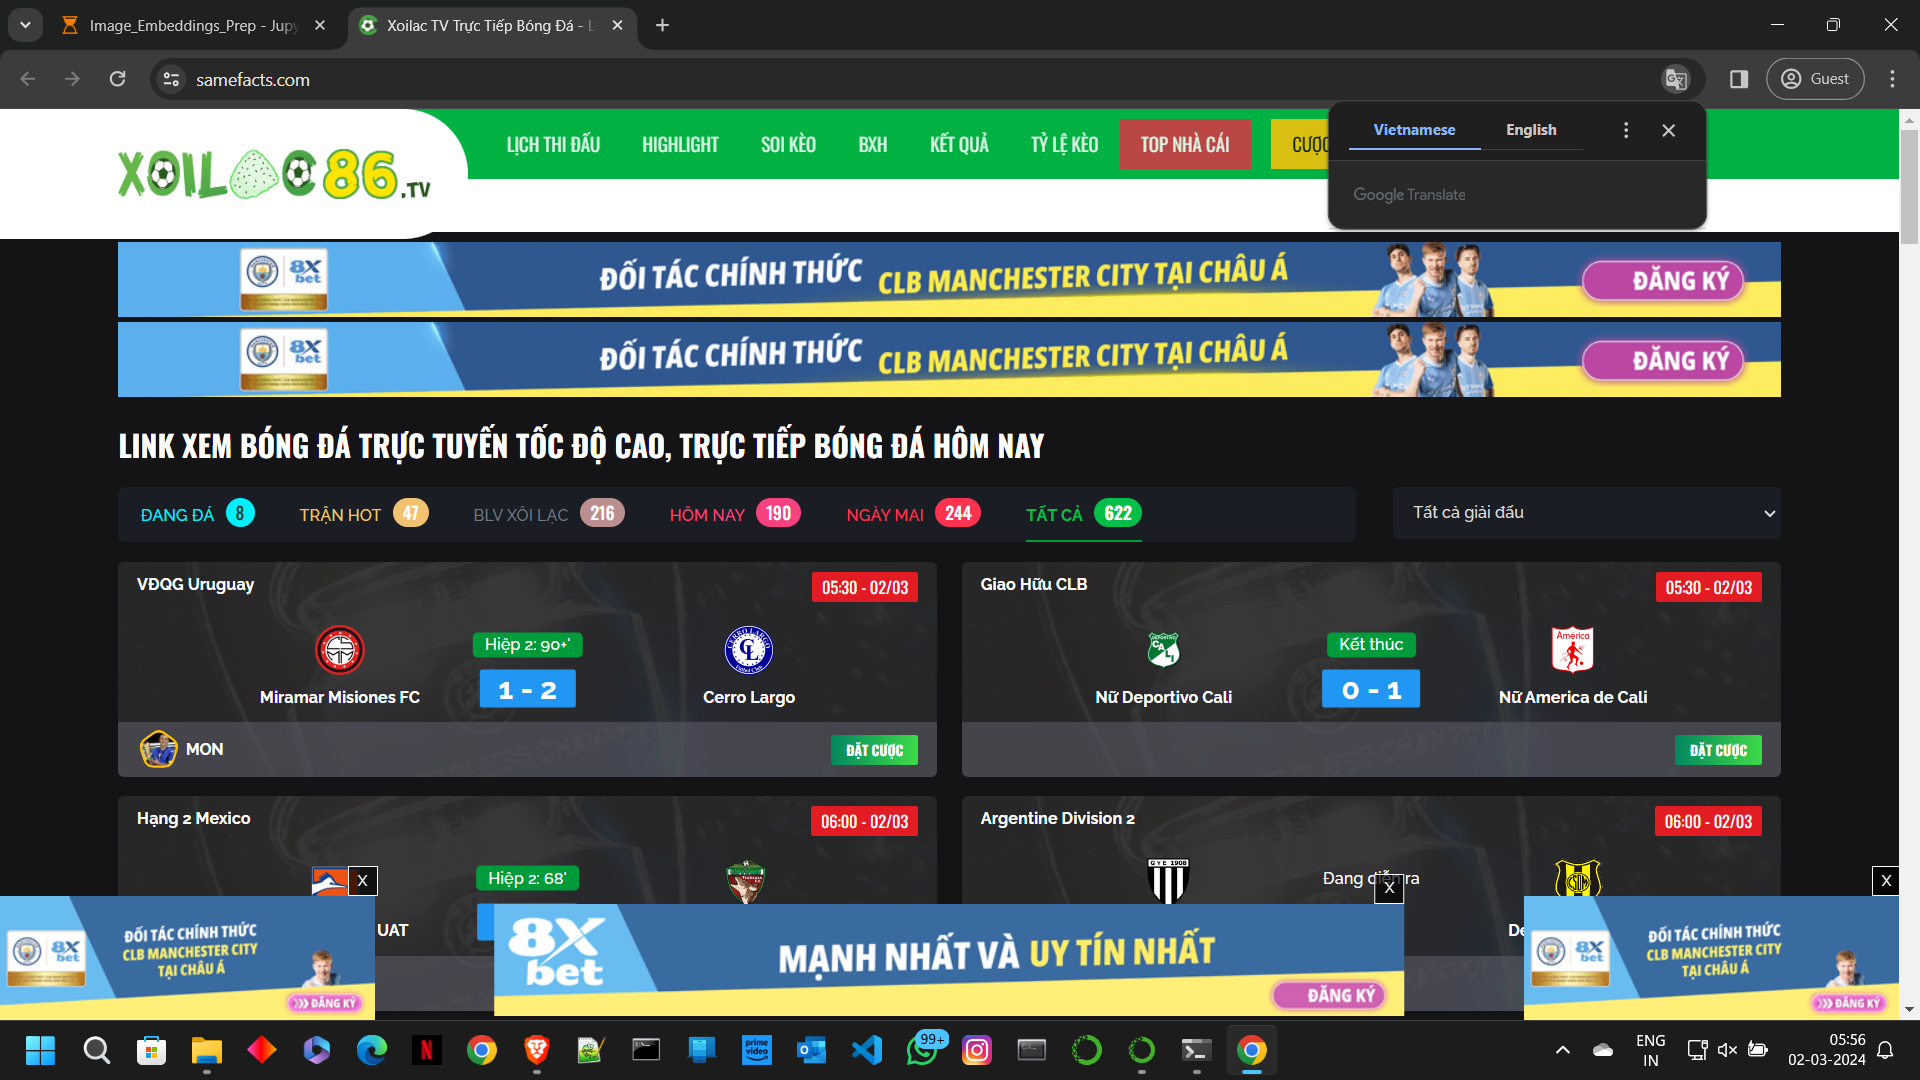 Image_Embeddings_Prep - Jupy
Xoilac TV Trực Tiếp Bóng Đá - L
samefacts.com
Guest
Vietnamese
English
Google Translate
XOILAC86.TV
LỊCH THI ĐẤU
HIGHLIGHT
SOI KÈO
BXH
KẾT QUẢ
TỶ LỆ KÈO
TOP NHÀ CÁI
CƯỢC
8X bet
ĐỐI TÁC CHÍNH THỨC CLB MANCHESTER CITY TẠI CHÂU Á
ĐĂNG KÝ
8X bet
ĐỐI TÁC CHÍNH THỨC CLB MANCHESTER CITY TẠI CHÂU Á
ĐĂNG KÝ
LINK XEM BÓNG ĐÁ TRỰC TUYẾN TỐC ĐỘ CAO, TRỰC TIẾP BÓNG ĐÁ HÔM NAY
ĐANG ĐÁ 8
TRẬN HOT 47
BLV XÔI LẠC 216
HÔM NAY 190
NGÀY MAI 244
TẤT CẢ 622
Tất cả giải đấu
VĐQG Uruguay
05:30 - 02/03
Hiệp 2: 90+'
1 - 2
Miramar Misiones FC
Cerro Largo
MON
ĐẶT CƯỢC
Giao Hữu CLB
05:30 - 02/03
Kết thúc
0 - 1
Nữ Deportivo Cali
Nữ America de Cali
ĐẶT CƯỢC
Hạng 2 Mexico
06:00 - 02/03
Hiệp 2: 68'
UAT
Argentine Division 2
06:00 - 02/03
Đang diễn ra
De
X
X
X
8X bet
ĐỐI TÁC CHÍNH THỨC
CLB MANCHESTER CITY
TẠI CHÂU Á
ĐĂNG KÝ
8X
bet
MẠNH NHẤT VÀ UY TÍN NHẤT
ĐĂNG KÝ
8X bet
ĐỐI TÁC CHÍNH THỨC
CLB MANCHESTER CITY
TẠI CHÂU Á
ĐĂNG KÝ
prime video
99+
ENG
IN
05:56
02-03-2024